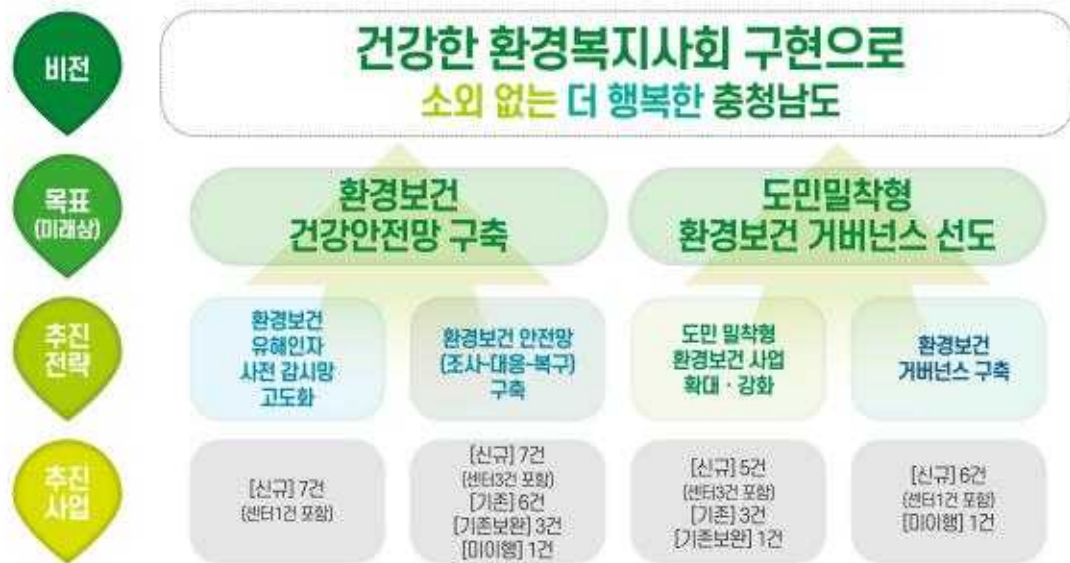 비전
건강한 환경복지사회 구현으로
소외 없는 더 행복한 충청남도
목표
(미래상)
환경보건
건강안전망 구축
도민밀착형
환경보건 거버넌스 선도
추진
전략
환경보건
유해인자
사전 감시망
고도화
환경보건 안전망
(조사-대응-복구)
구축
도민 밀착형
환경보건 사업
확대 · 강화
환경보건
거버넌스 구축
추진
사업
[신규] 7건
(센터1건 포함)
[신규] 7건
(센터3건 포함)
[기존] 6건
[기존보완] 3건
[미이행] 1건
[신규] 5건
(센터3건 포함)
[기존] 3건
[기존보완] 1건
[신규] 6건
(센터1건 포함)
[미이행] 1건